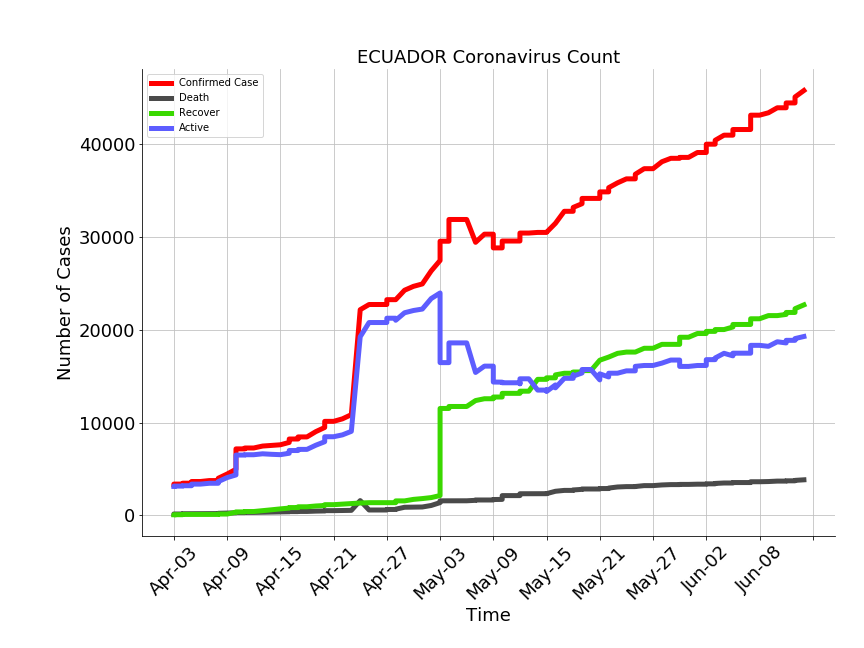 ECUADOR Coronavirus Count
Confirmed Case
Death
Recover
Active
40000
30000
20000
10000
0
Number of Cases
Apr-03
Apr-09
Apr-15
Apr-21
Apr-27
May-03
May-09
May-15
May-21
May-27
Jun-02
Jun-08
Time